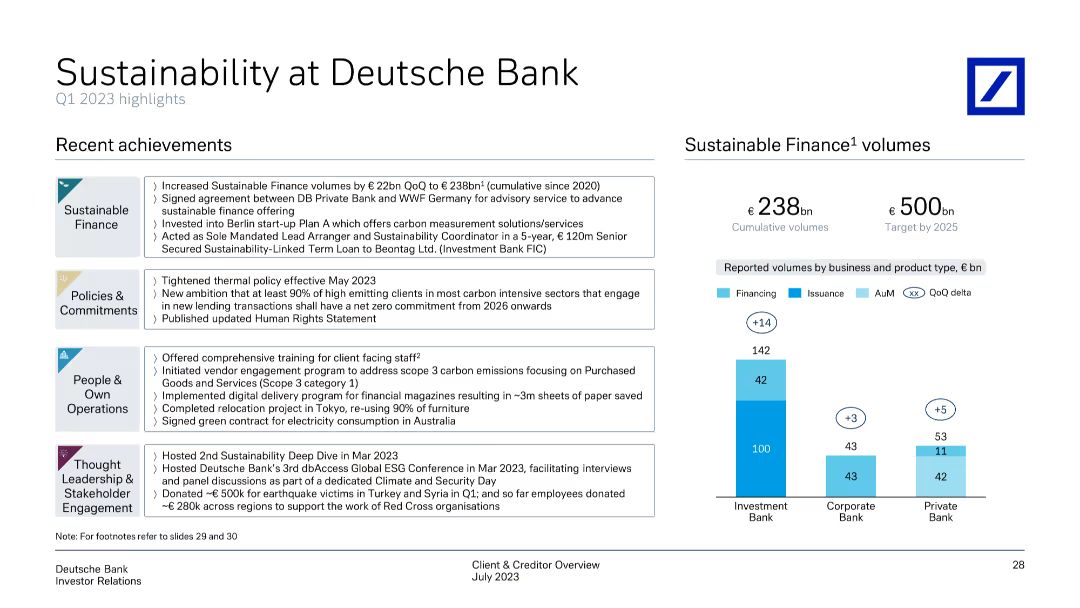 Sustainability at Deutsche Bank
Q1 2023 highlights
Recent achievements
Sustainable
Finance
〉 Increased Sustainable Finance volumes by € 22bn QoQ to € 238bn¹ (cumulative since 2020)
〉 Signed agreement between DB Private Bank and WWF Germany for advisory service to advance
sustainable finance offering
〉 Invested into Berlin start-up Plan A which offers carbon measurement solutions/services
〉 Acted as Sole Mandated Lead Arranger and Sustainability Coordinator in a 5-year, € 120m Senior
Secured Sustainability-Linked Term Loan to Beontag Ltd. (Investment Bank FIC)
Policies &
Commitments
〉 Tightened thermal policy effective May 2023
〉 New ambition that at least 90% of high emitting clients in most carbon intensive sectors that engage
in new lending transactions shall have a net zero commitment from 2026 onwards
〉 Published updated Human Rights Statement
People &
Own
Operations
〉 Offered comprehensive training for client facing staff²
〉 Initiated vendor engagement program to address scope 3 carbon emissions focusing on Purchased
Goods and Services (Scope 3 category 1)
〉 Implemented digital delivery program for financial magazines resulting in ~3m sheets of paper saved
〉 Completed relocation project in Tokyo, re-using 90% of furniture
〉 Signed green contract for electricity consumption in Australia
Thought
Leadership &
Stakeholder
Engagement
〉 Hosted 2nd Sustainability Deep Dive in Mar 2023
〉 Hosted Deutsche Bank's 3rd dbAccess Global ESG Conference in Mar 2023, facilitating interviews
and panel discussions as part of a dedicated Climate and Security Day
〉 Donated ~€ 500k for earthquake victims in Turkey and Syria in Q1; and so far employees donated
~€ 280k across regions to support the work of Red Cross organisations
Sustainable Finance¹ volumes
€ 238bn
Cumulative volumes
€ 500bn
Target by 2025
Reported volumes by business and product type, € bn
Financing
Issuance
AuM
xx QoQ delta
+14
142
42
100
Investment
Bank
+3
43
43
Corporate
Bank
+5
53
11
42
Private
Bank
Note: For footnotes refer to slides 29 and 30
Deutsche Bank
Investor Relations
Client & Creditor Overview
July 2023
28